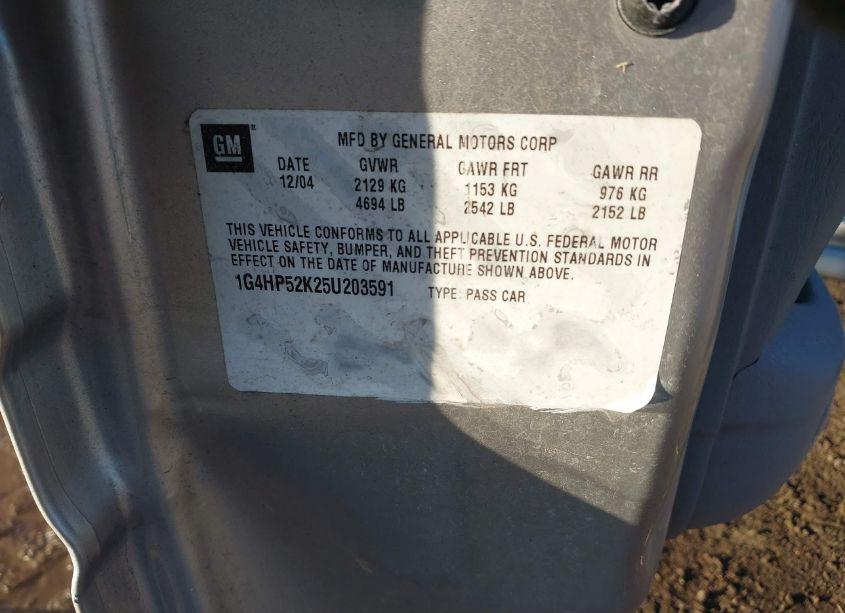 GM
MFD BY GENERAL MOTORS CORP
DATE GVWR GAWR FRT GAWR RR
12/04 2129 KG 1153 KG 976 KG
4694 LB 2542 LB 2152 LB
THIS VEHICLE CONFORMS TO ALL APPLICABLE U.S. FEDERAL MOTOR
VEHICLE SAFETY, BUMPER, AND THEFT PREVENTION STANDARDS IN
EFFECT ON THE DATE OF MANUFACTURE SHOWN ABOVE.
1G4HP52K25U203591 TYPE: PASS CAR